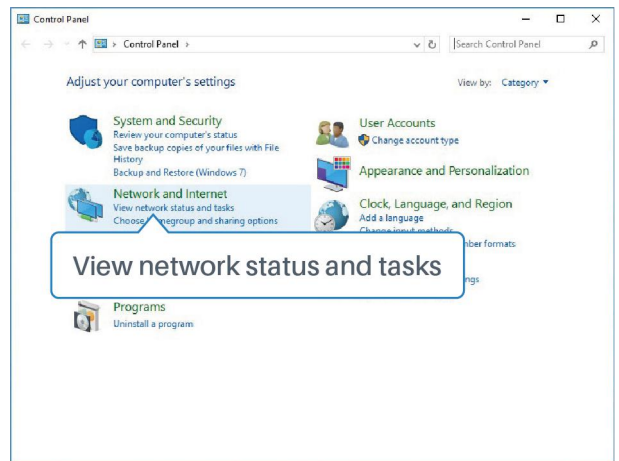 Control Panel
Control Panel
Search Control Panel
Adjust your computer's settings
View by: Category
System and Security
Review your computer's status
Save backup copies of your files with File
History
Backup and Restore (Windows 7)
Network and Internet
View network status and tasks
Choose and sharing options
View network status and tasks
Programs
Uninstall a program
User Accounts
Change account type
Appearance and Personalization
Clock, Language, and Region
Add a language
Change input methods
formats